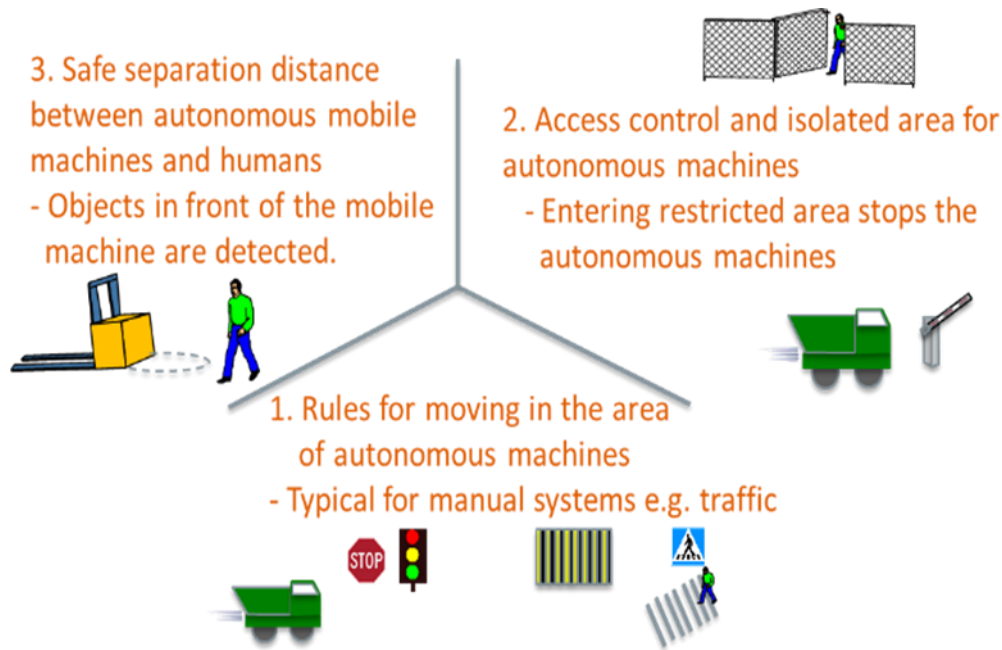 3. Safe separation distance
between autonomous mobile
machines and humans
- Objects in front of the mobile
machine are detected.
2. Access control and isolated area for
autonomous machines
- Entering restricted area stops the
autonomous machines
1. Rules for moving in the area
of autonomous machines
- Typical for manual systems e.g. traffic
STOP